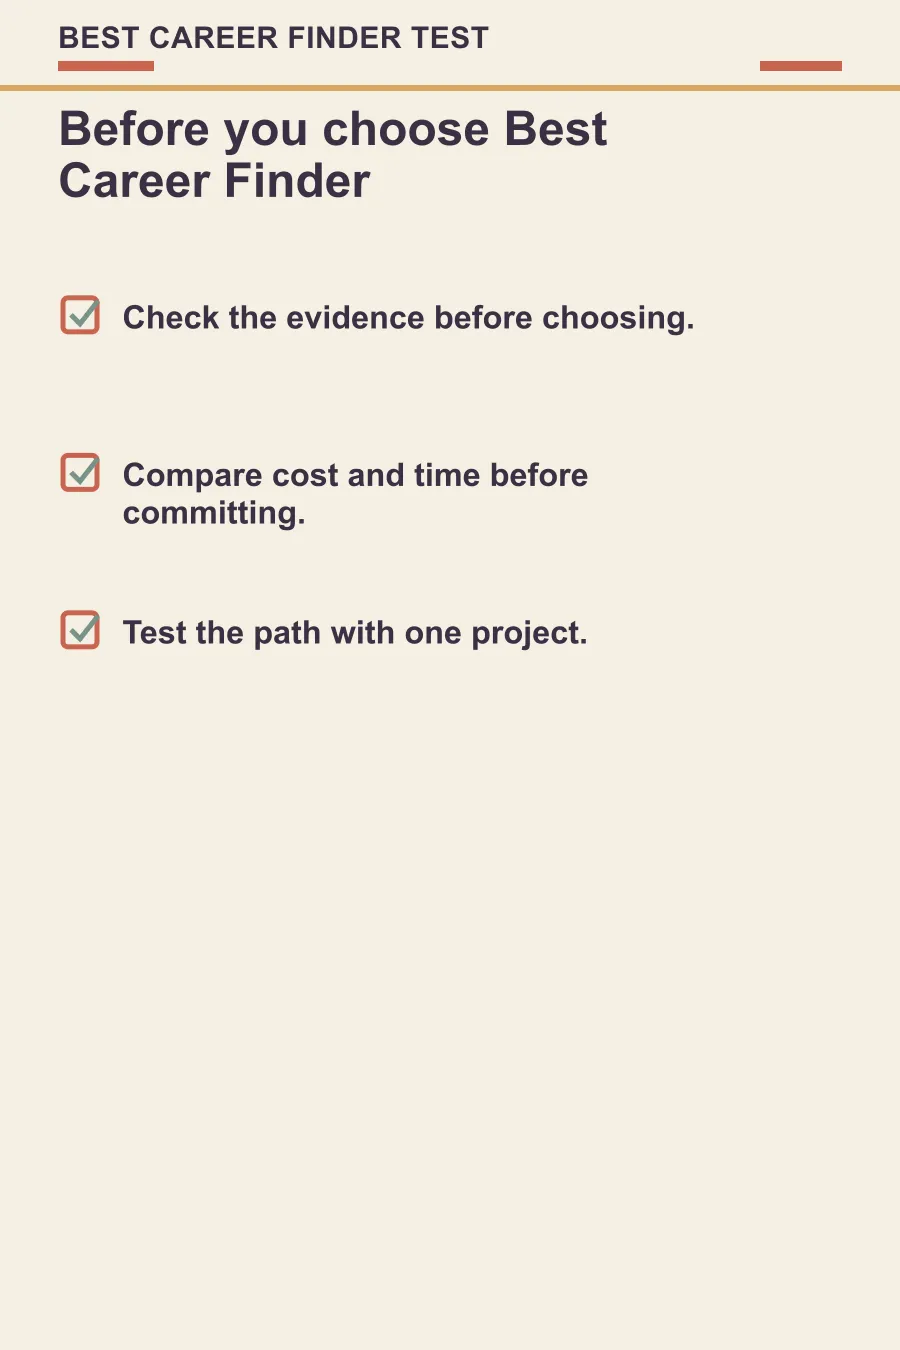 BEST CAREER FINDER TEST
Before you choose Best
Career Finder
Check the evidence before choosing.
Compare cost and time before
committing.
Test the path with one project.